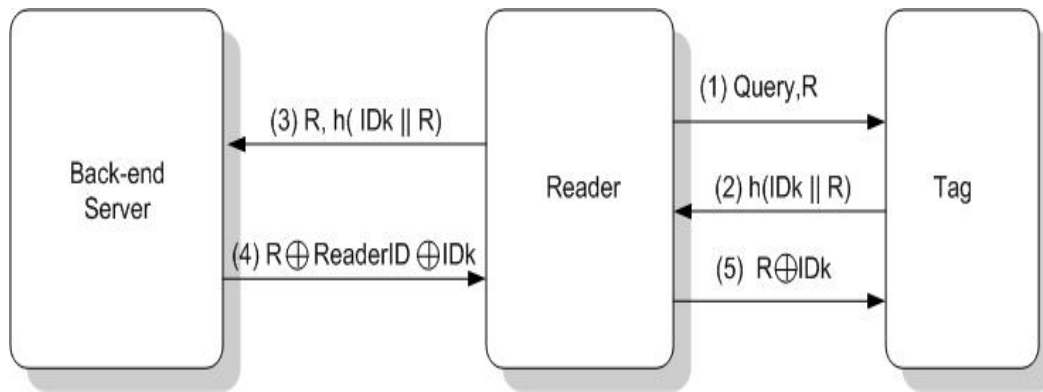 (1) Query,R
(3) R, h( IDk || R)
Back-end
Server
Reader
Tag
(2) h(IDk || R)
(4) R⊕ReaderID ⊕IDk
(5) R⊕IDk